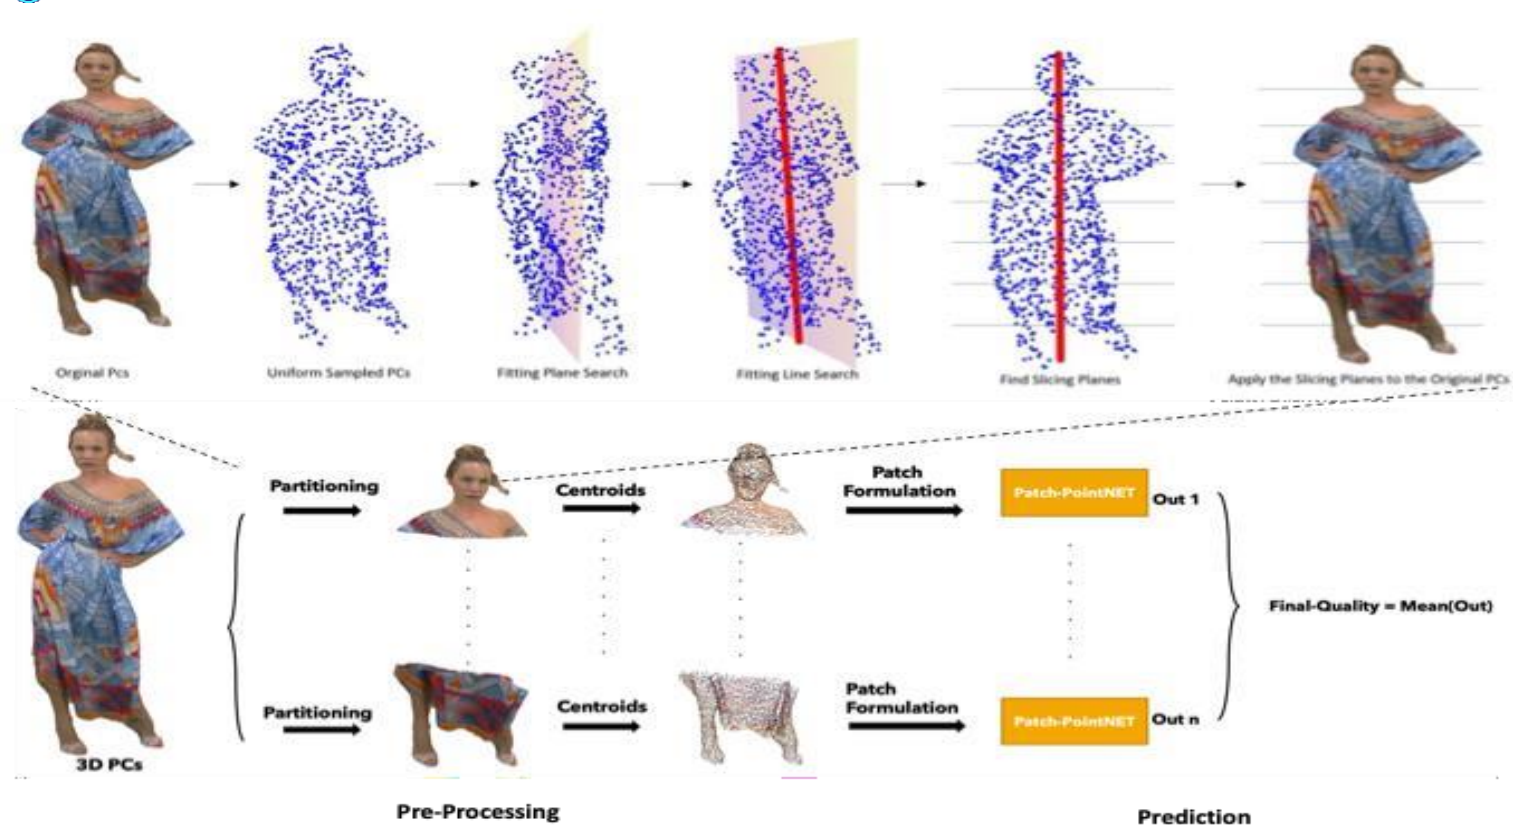 Orginal Pcs
Uniform Sampled PCs
Fitting Plane Search
Fitting Line Search
Find Slicing Planes
Apply the Slicing Planes to the Original PCs
Partitioning
Centroids
Patch
Formulation
Patch-PointNET
Out 1
Final-Quality = Mean(Out)
Partitioning
Centroids
Patch
Formulation
Patch-PointNET
Out n
3D PCs
Pre-Processing
Prediction